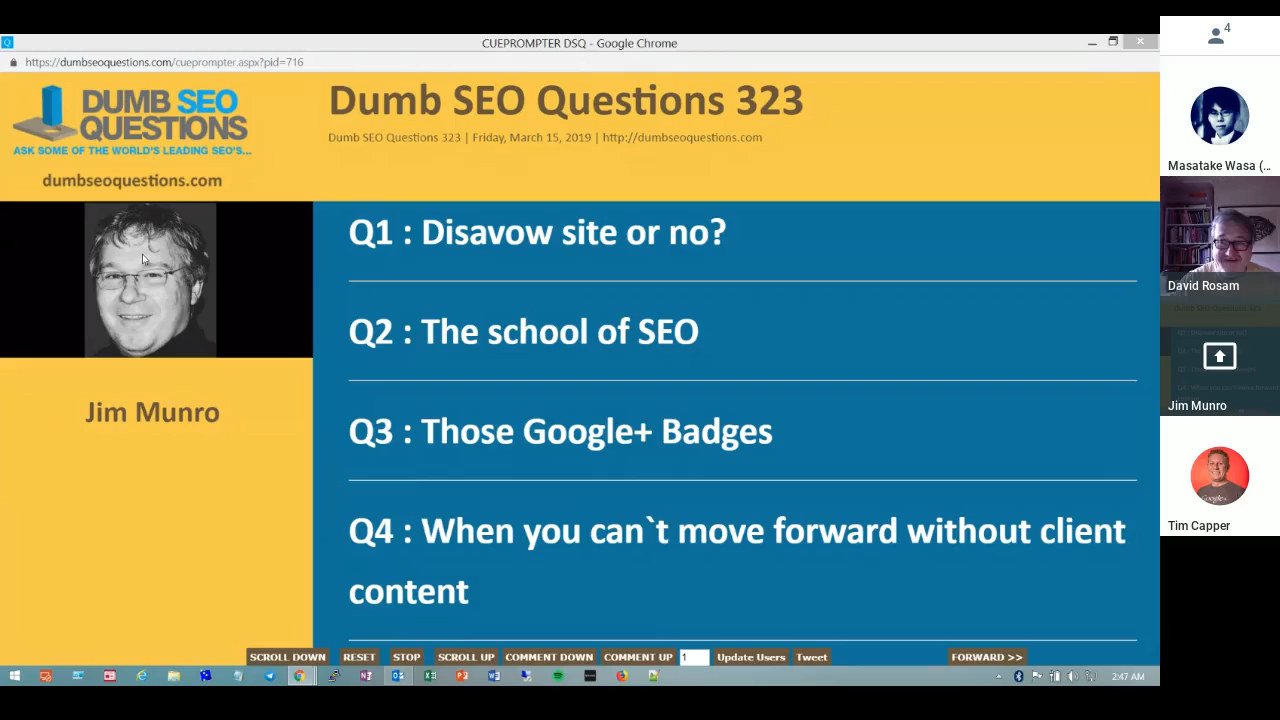 CUEPROMPTER DSQ - Google Chrome
https://dumbseoquestions.com/cueprompter.aspx?pid=716
DUMB SEO
QUESTIONS
ASK SOME OF THE WORLD'S LEADING SEO'S...
dumbseoquestions.com
Dumb SEO Questions 323
Dumb SEO Questions 323 | Friday, March 15, 2019 | http://dumbseoquestions.com
Jim Munro
Q1 : Disavow site or no?
Q2 : The school of SEO
Q3 : Those Google+ Badges
Q4 : When you can`t move forward without client
content
SCROLL DOWN RESET STOP SCROLL UP COMMENT DOWN COMMENT UP 1 Update Users Tweet FORWARD >>
2:47 AM
4
Masatake Wasa (...
David Rosam
Jim Munro
Tim Capper